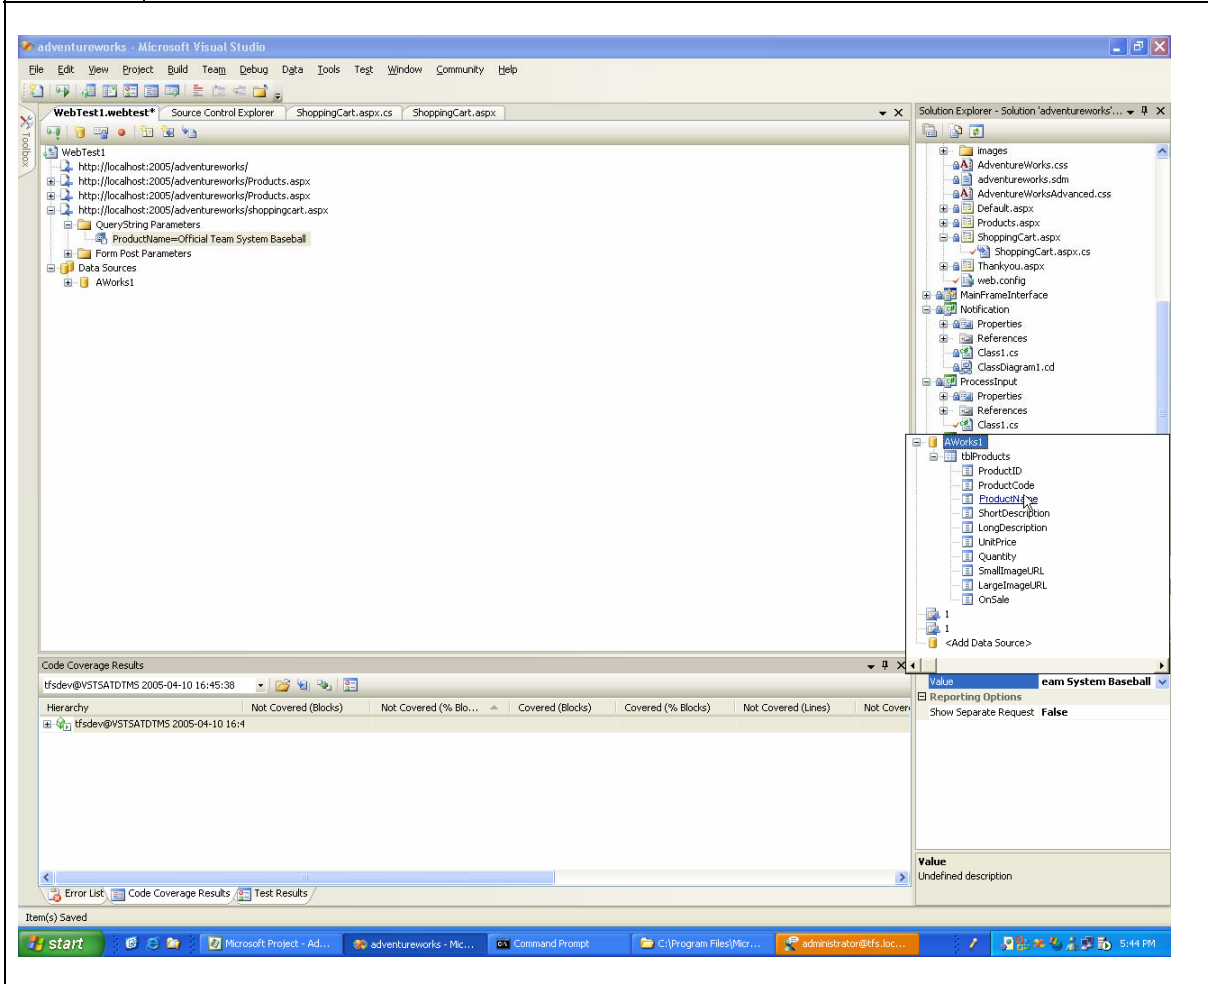 adventureworks - Microsoft Visual Studio
File Edit View Project Build Team Debug Data Tools Test Window Community Help
WebTest1.webtest* Source Control Explorer ShoppingCart.aspx.cs ShoppingCart.aspx
Toolbox
WebTest1
http://localhost:2005/adventureworks/
http://localhost:2005/adventureworks/Products.aspx
http://localhost:2005/adventureworks/Products.aspx
http://localhost:2005/adventureworks/shoppingcart.aspx
QueryString Parameters
ProductName=Official Team System Baseball
Form Post Parameters
Data Sources
AWorks1
Solution Explorer - Solution 'adventureworks'...
images
AdventureWorks.css
adventureworks.sdm
AdventureWorksAdvanced.css
Default.aspx
Products.aspx
ShoppingCart.aspx
ShoppingCart.aspx.cs
Thankyou.aspx
web.config
MainFrameInterface
Notification
Properties
References
Class1.cs
ClassDiagram1.cd
ProcessInput
Properties
References
Class1.cs
AWorks1
tblProducts
ProductID
ProductCode
ProductName
ShortDescription
LongDescription
UnitPrice
Quantity
SmallImageURL
LargeImageURL
OnSale
1
1
<Add Data Source>
Value eam System Baseball
Reporting Options
Show Separate Request False
Value
Undefined description
Code Coverage Results
tfsdev@VSTSATDTMS 2005-04-10 16:45:38
Hierarchy Not Covered (Blocks) Not Covered (% Blo... Covered (Blocks) Covered (% Blocks) Not Covered (Lines) Not Cover
tfsdev@VSTSATDTMS 2005-04-10 16:4
Error List Code Coverage Results Test Results
Item(s) Saved
start Microsoft Project - Ad... adventureworks - Mic... Command Prompt C:\Program Files\Micr... administrator@tfs.loc... 5:44 PM